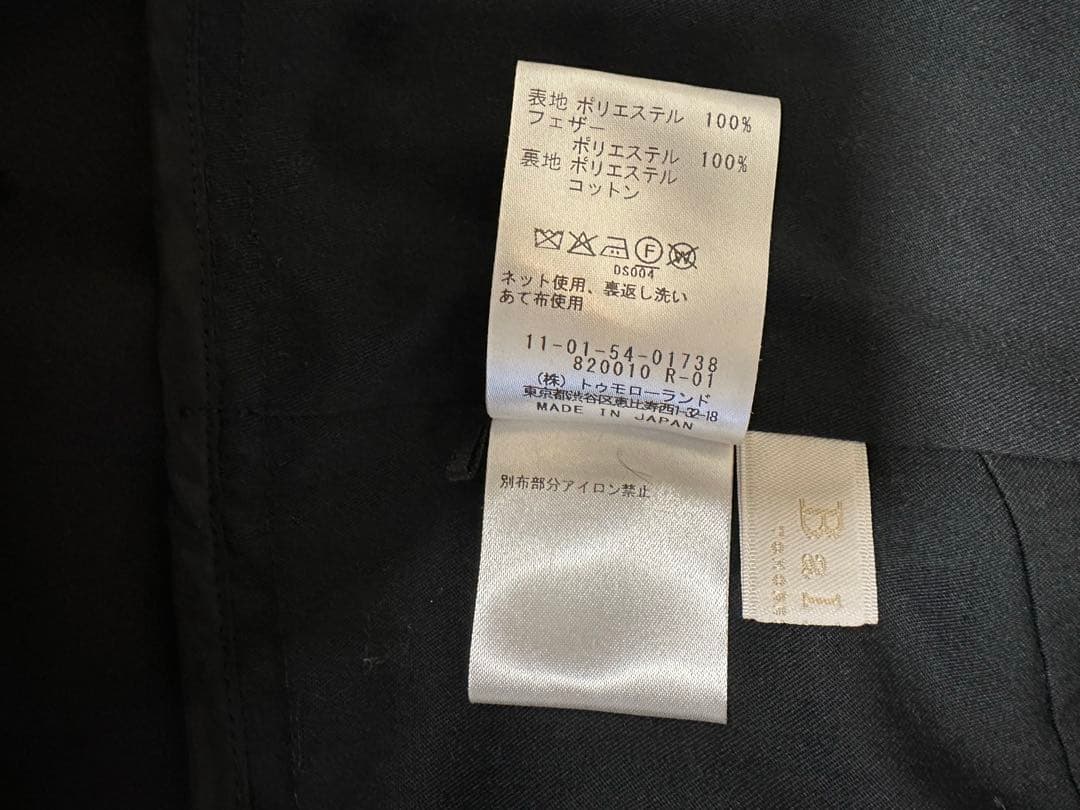 表地 ポリエステル 100%
フェザー
ポリエステル 100%
裏地 ポリエステル
コットン
F W
DS004
ネット使用、裏返し洗い
あて布使用
11-01-54-01738
820010 R-01
(株) トゥモローランド
東京都渋谷区恵比寿西1-32-18
MADE IN JAPAN
別布部分アイロン禁止